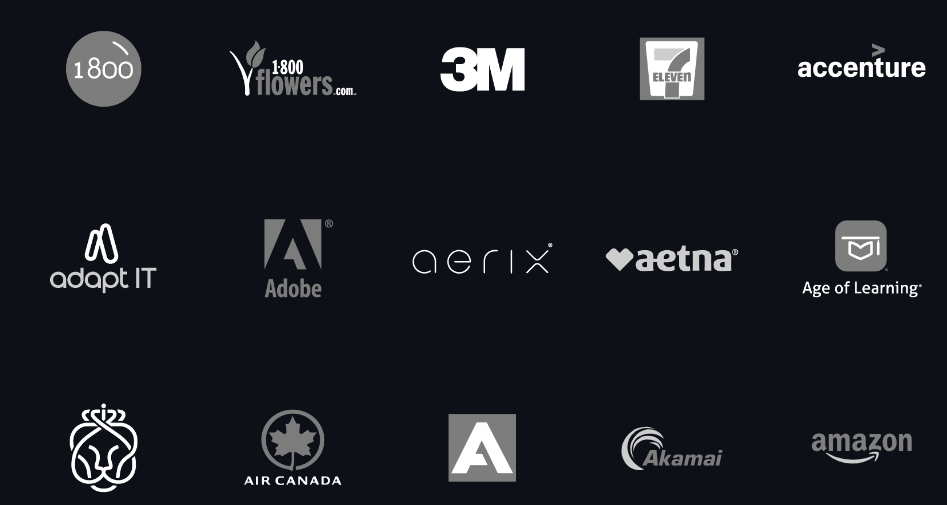 1800
1·800
flowers.com
3M
7
ELEVEN
accenture
adapt IT
Adobe®
aerix®
aetna®
Age of Learning
AIR CANADA
A
Akamai
amazon